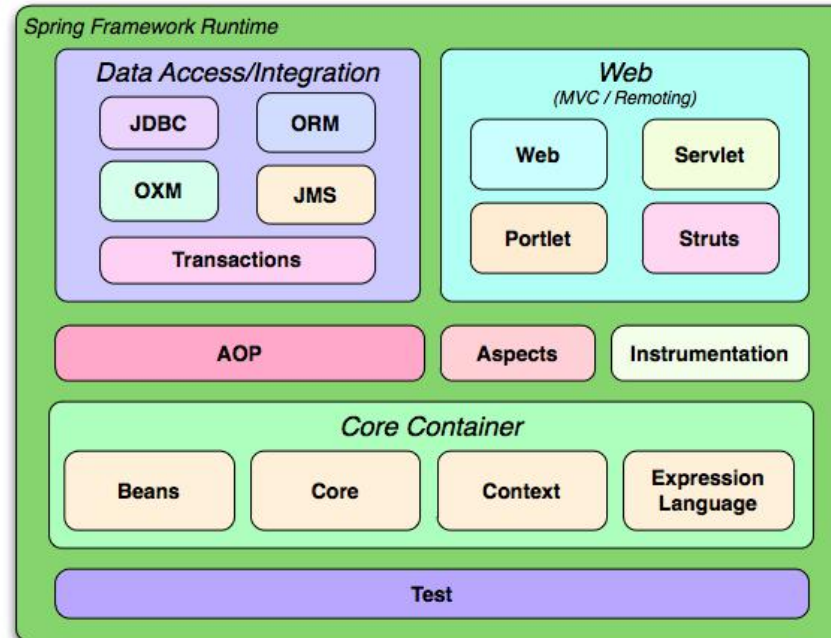 Spring Framework Runtime
Data Access/Integration
JDBC
ORM
OXM
JMS
Transactions
Web
(MVC / Remoting)
Web
Servlet
Portlet
Struts
AOP
Aspects
Instrumentation
Core Container
Beans
Core
Context
Expression
Language
Test